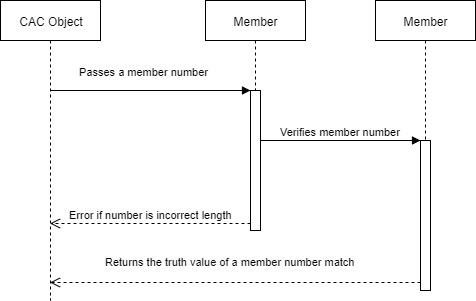 CAC Object
Member
Member
Passes a member number
Verifies member number
Error if number is incorrect length
Returns the truth value of a member number match